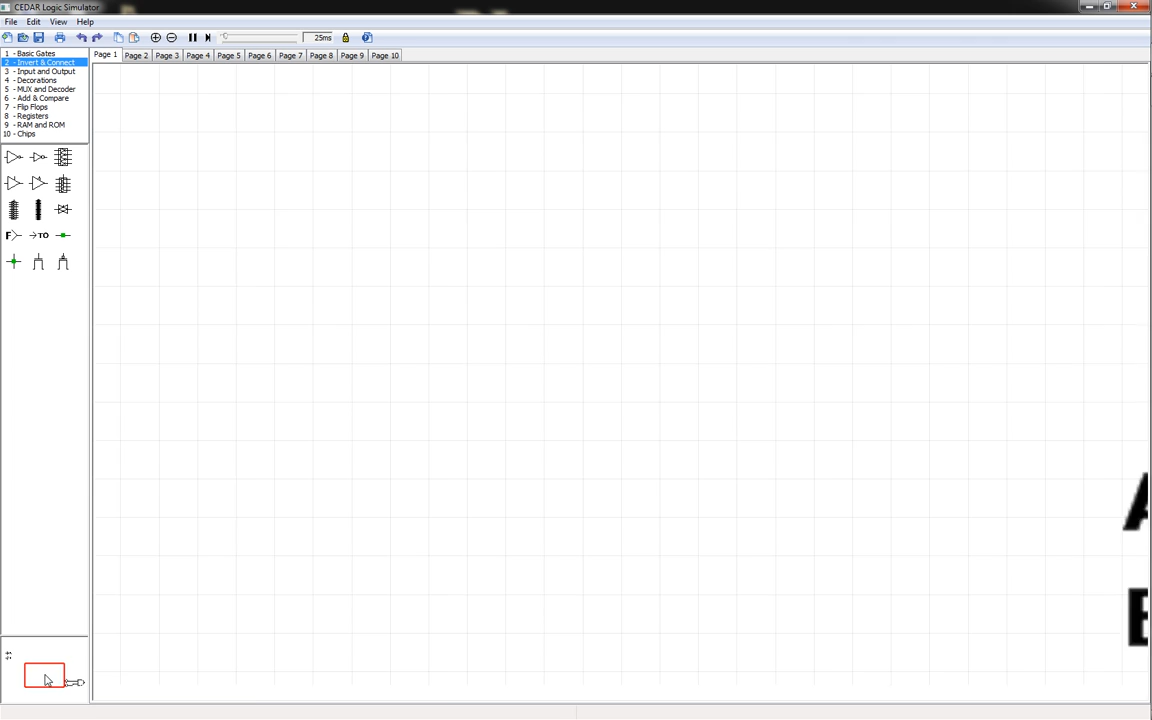 CEDAR Logic Simulator
File Edit View Help
25ms
1 - Basic Gates
2 - Invert & Connect
3 - Input and Output
4 - Decorations
5 - MUX and Decoder
6 - Add & Compare
7 - Flip Flops
8 - Registers
9 - RAM and ROM
10 - Chips
Page 1 Page 2 Page 3 Page 4 Page 5 Page 6 Page 7 Page 8 Page 9 Page 10
F
TO